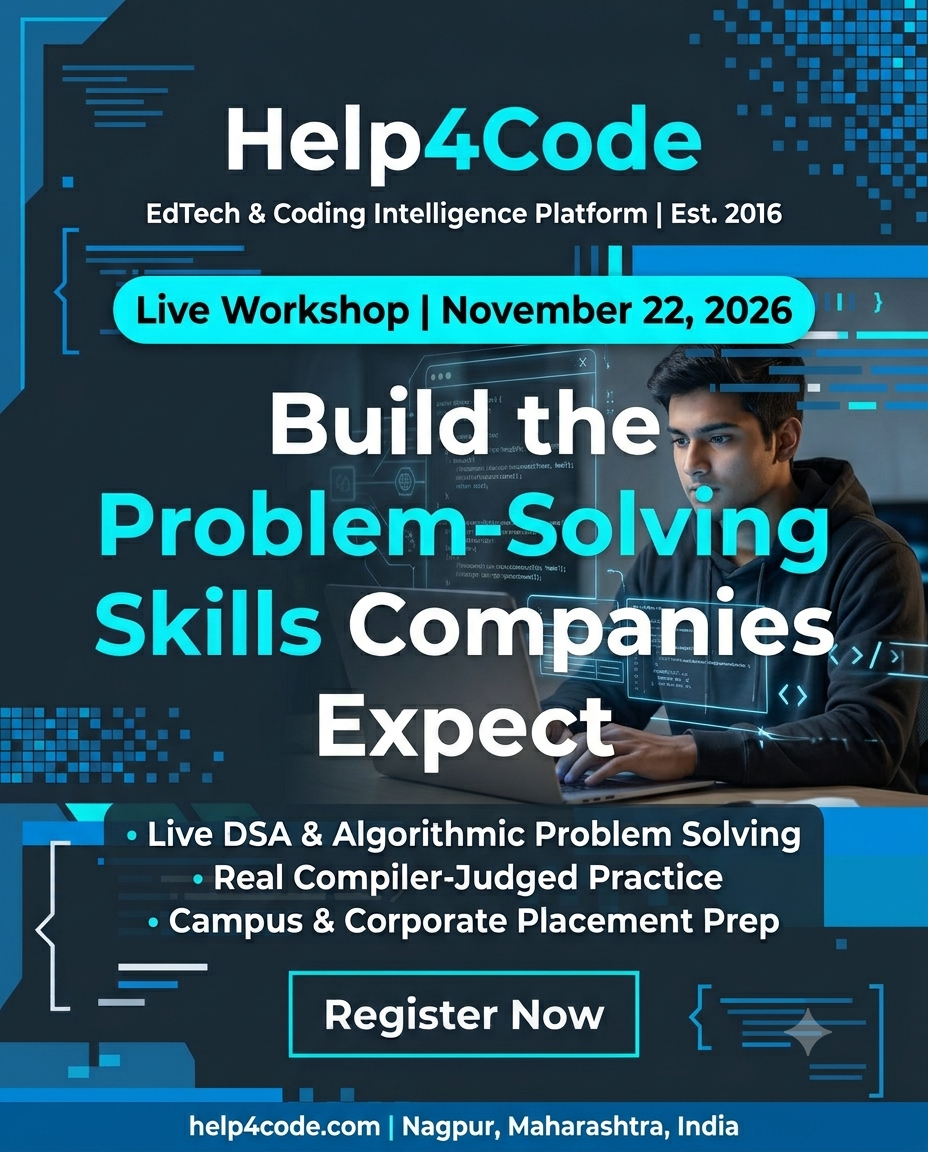 Help4Code
EdTech & Coding Intelligence Platform | Est. 2016
Live Workshop | November 22, 2026
Build the
Problem-Solving
Skills Companies
Expect
• Live DSA & Algorithmic Problem Solving
• Real Compiler-Judged Practice
• Campus & Corporate Placement Prep
Register Now
help4code.com | Nagpur, Maharashtra, India